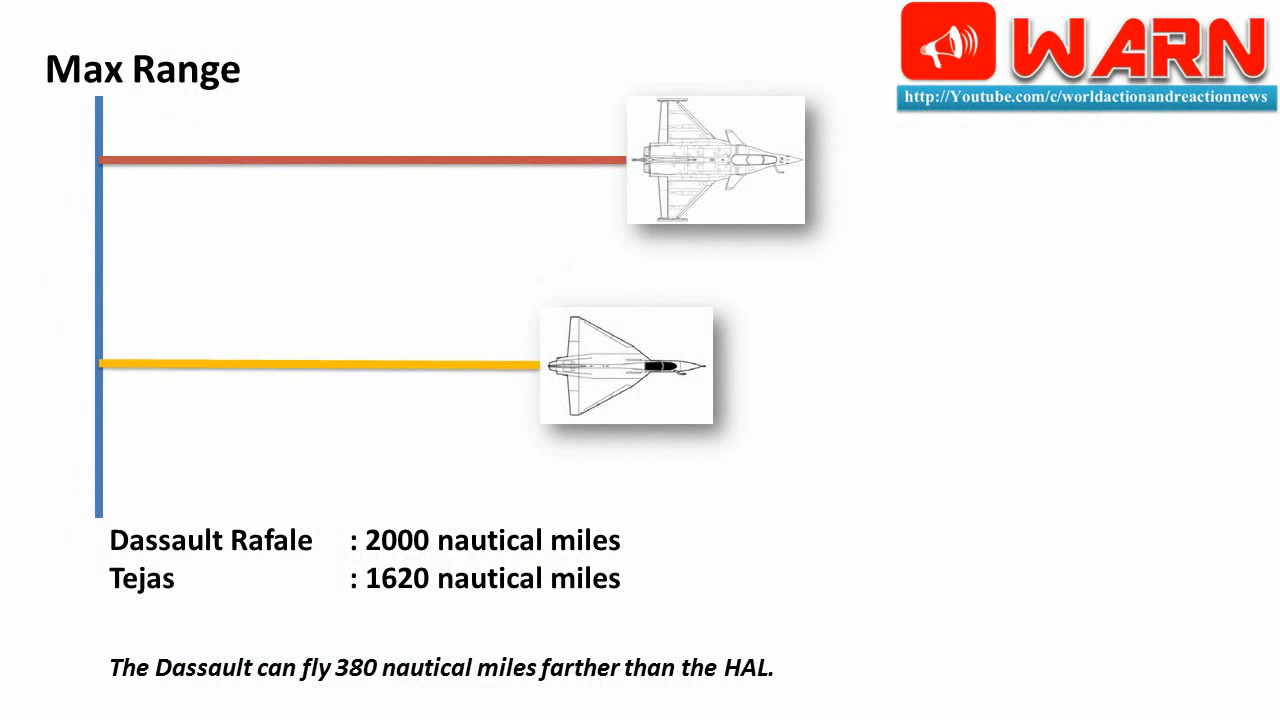 Max Range
WARN
http://Youtube.com/c/worldactionandreactionnews
Dassault Rafale : 2000 nautical miles
Tejas : 1620 nautical miles
The Dassault can fly 380 nautical miles farther than the HAL.